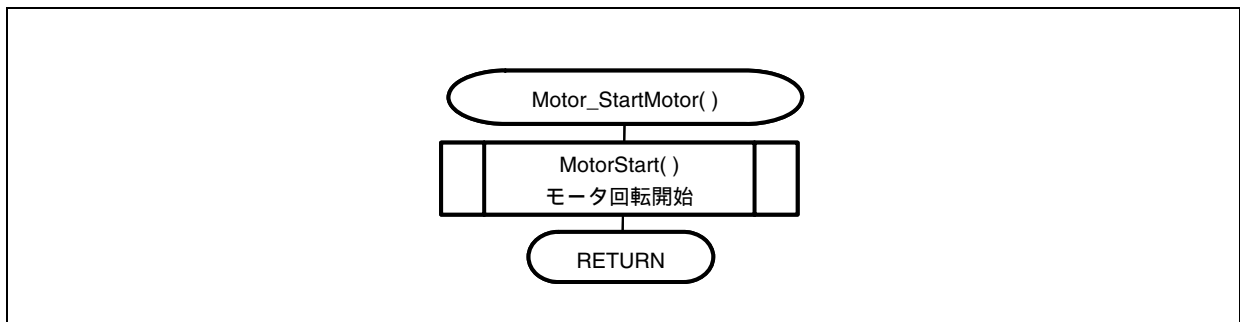 Motor_StartMotor( )
MotorStart( )
モータ回転開始
RETURN